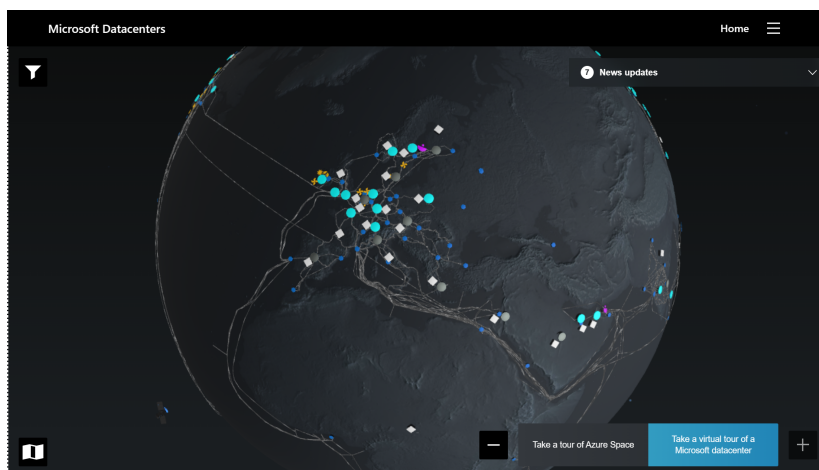 Microsoft Datacenters
Home
7 News updates
Take a tour of Azure Space
Take a virtual tour of a
Microsoft datacenter